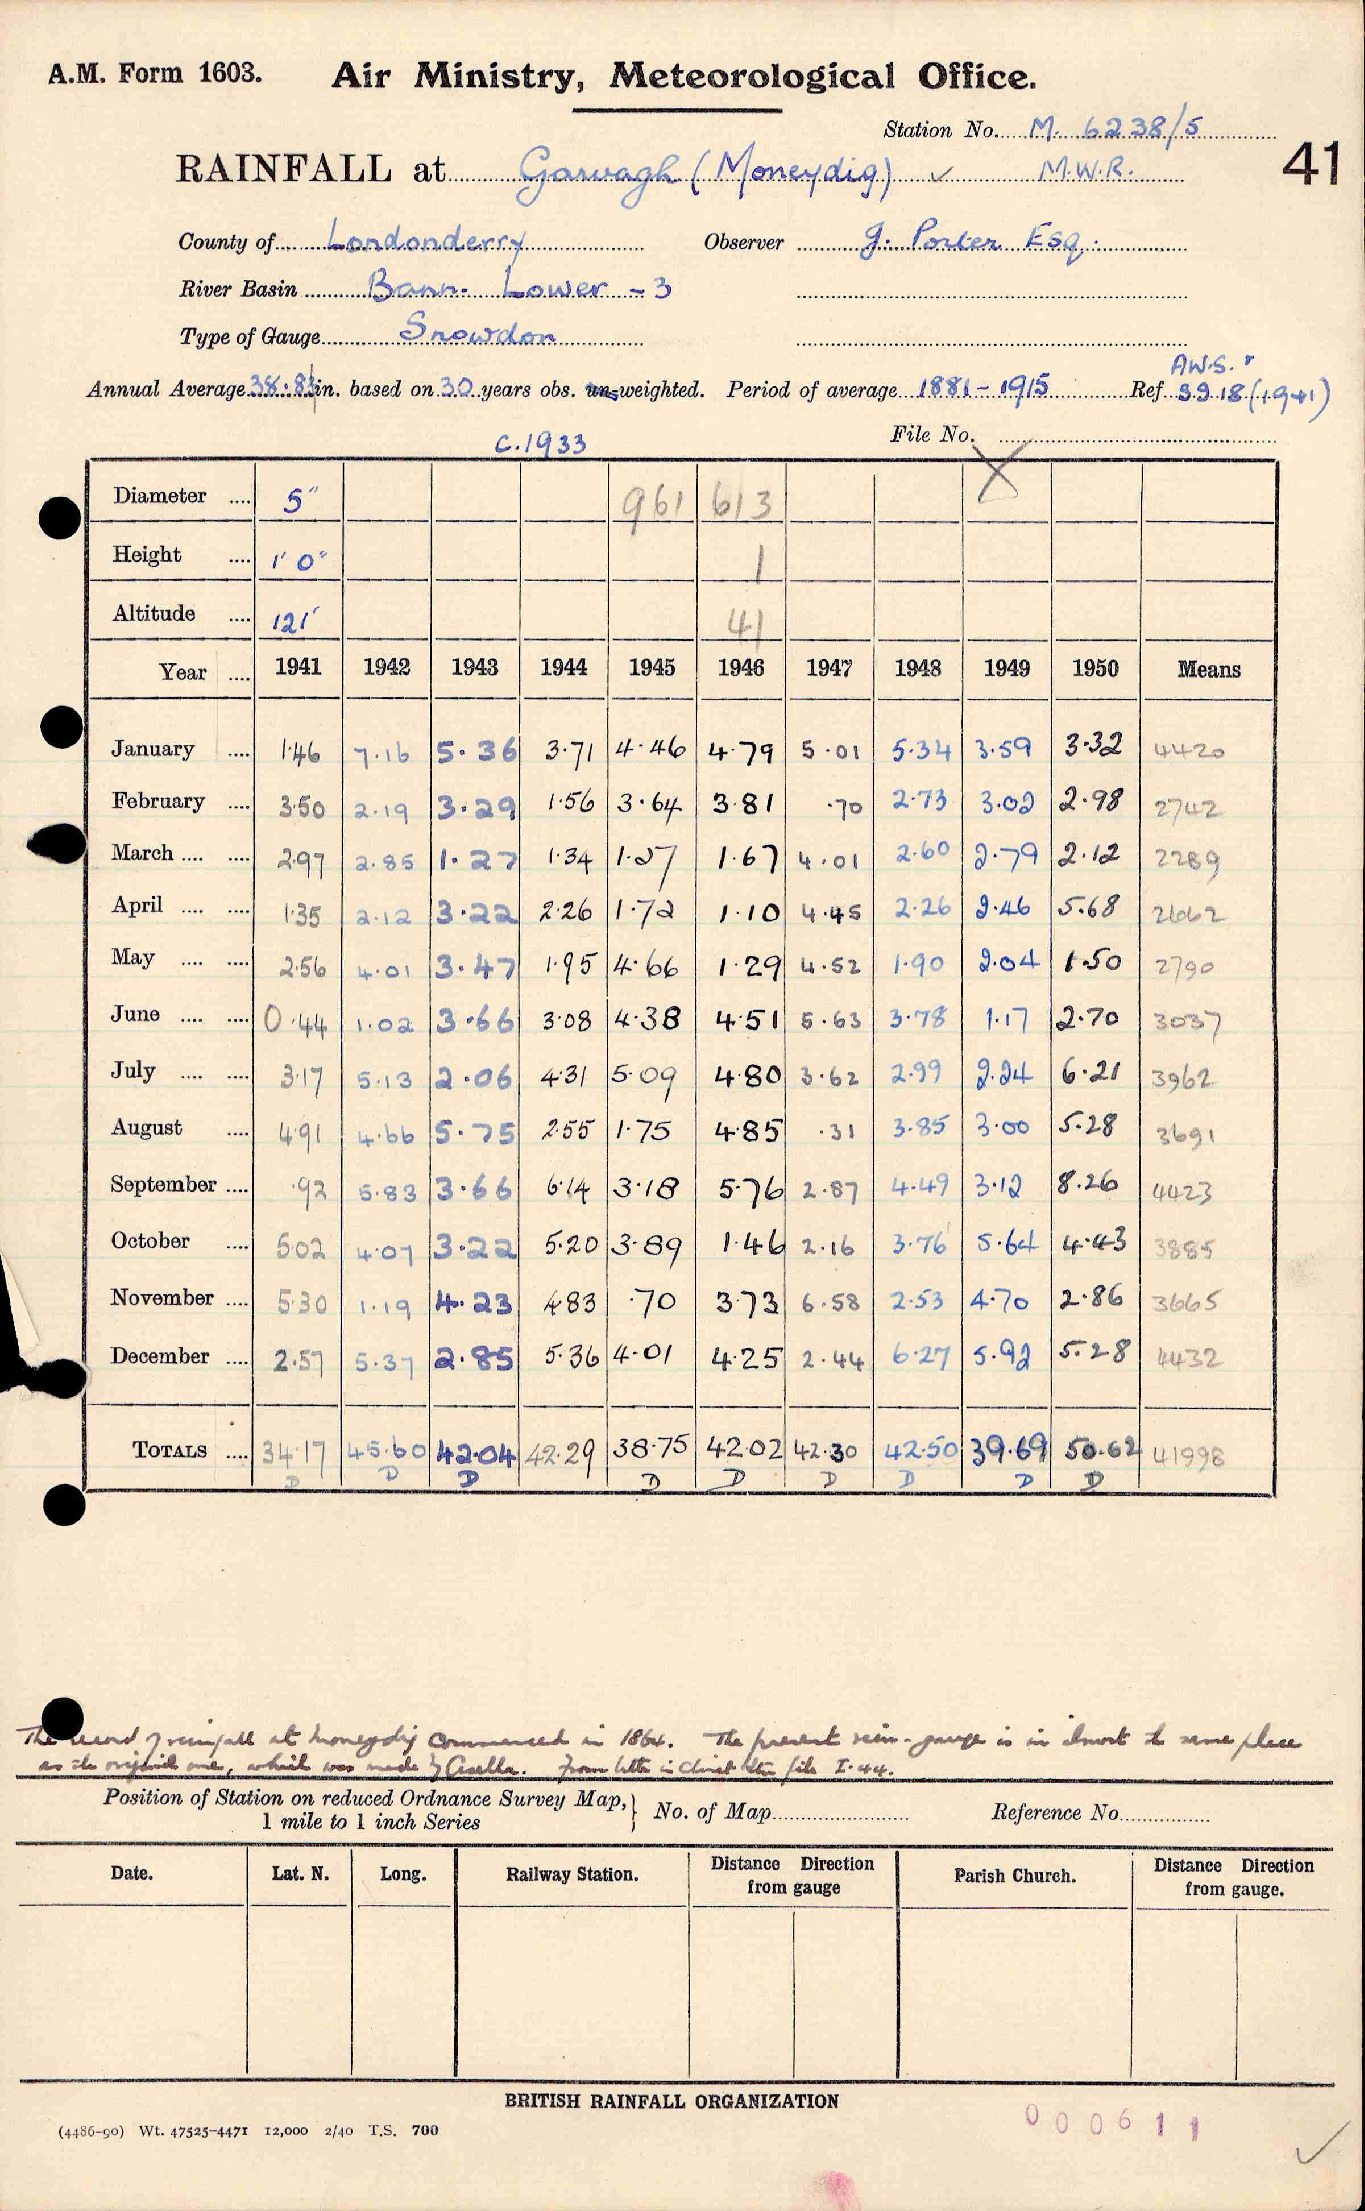 A.M. Form 1603. Air Ministry, Meteorological Office.
Station No. M. 6238/5
RAINFALL at Garvagh (Moneydig) ✓ M.W.R. 41
County of Londonderry Observer J. Porter Esq.
River Basin Bann. Lower - 3
Type of Gauge Snowdon
A.W.S.
Annual Average 38.83 in. based on 30 years obs. un-weighted. Period of average 1881-1915 Ref. 3918 (1941)
File No.
C.1933
Diameter .... 5" 961 613 X
Height .... 1' 0" 1
Altitude .... 121' 41
Year .... 1941 1942 1943 1944 1945 1946 1947 1948 1949 1950 Means
January .... 1.46 7.16 5.36 3.71 4.46 4.79 5.01 5.34 3.59 3.32 4420
February .... 3.50 2.19 3.29 1.56 3.64 3.81 .70 2.73 3.02 2.98 2742
March .... .... 2.97 2.85 1.27 1.34 1.27 1.67 4.01 2.60 2.79 2.12 2289
April .... .... 1.35 2.12 3.22 2.26 1.72 1.10 4.45 2.26 2.46 5.68 2662
May .... .... 2.56 4.01 3.47 1.95 4.66 1.29 4.52 1.90 2.04 1.50 2790
June .... .... 0.44 1.02 3.66 3.08 4.38 4.51 5.63 3.78 1.17 2.70 3037
July .... .... 3.17 5.13 2.06 4.31 5.09 4.80 3.62 2.99 2.24 6.21 3962
August .... 4.91 4.66 5.75 2.55 1.75 4.85 .31 3.85 3.00 5.28 3691
September .... .92 5.83 3.66 6.14 3.18 5.76 2.87 4.49 3.12 8.26 4423
October .... 5.02 4.07 3.22 5.20 3.89 1.46 2.16 3.76 5.64 4.43 3885
November .... 5.30 1.19 4.23 4.83 .70 3.73 6.58 2.53 4.70 2.86 3665
December .... 2.57 5.37 2.85 5.36 4.01 4.25 2.44 6.27 5.92 5.28 4432
TOTALS .... 34.17 45.60 42.04 42.29 38.75 42.02 42.30 42.50 39.69 50.62 41998
D D D D D D D D D
The record of rainfall at Moneydig commenced in 1864. The present rain-gauge is in almost the same place
as the original one, which was made by Casella. From letter in Climat file I.44.
Position of Station on reduced Ordnance Survey Map, } No. of Map Reference No.
1 mile to 1 inch Series
Date. Lat. N. Long. Railway Station. Distance Direction from gauge Parish Church. Distance Direction from gauge.
BRITISH RAINFALL ORGANIZATION
(4486-90) Wt. 47525-4471 12,000 2/40 T.S. 700
000611 ✓